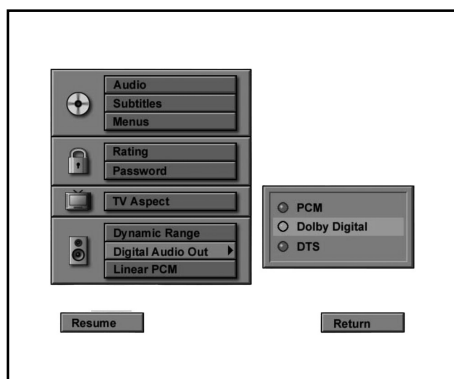 Audio
Subtitles
Menus
Rating
Password
TV Aspect
Dynamic Range
Digital Audio Out
Linear PCM
PCM
Dolby Digital
DTS
Resume
Return